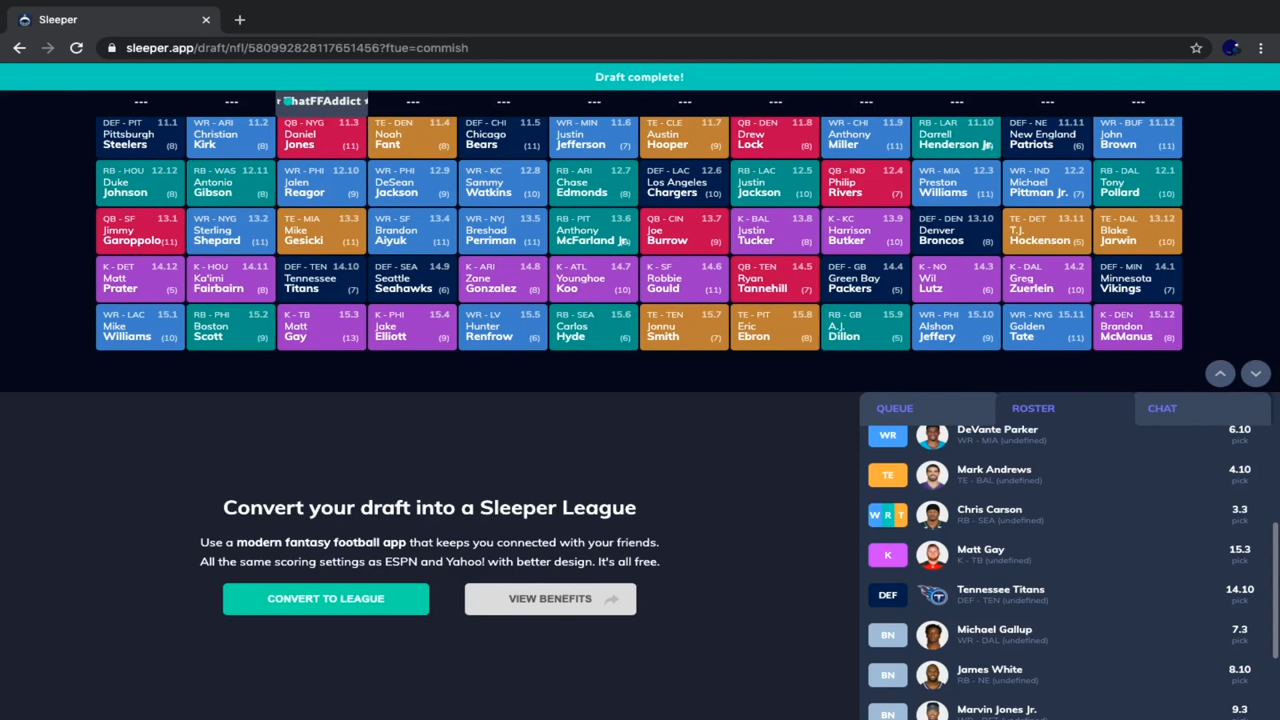 Sleeper
sleeper.app/draft/nfl/580992828117651456?ftue=commish
Draft complete!
--- --- ChatFFAddict --- --- --- --- --- --- --- --- ---
DEF - PIT 11.1 WR - ARI 11.2 QB - NYG 11.3 TE - DEN 11.4 DEF - CHI 11.5 WR - MIN 11.6 TE - CLE 11.7 QB - DEN 11.8 WR - CHI 11.9 RB - LAR 11.10 DEF - NE 11.11 WR - BUF 11.12
Pittsburgh Christian Daniel Noah Chicago Justin Austin Drew Anthony Darrell New England John
Steelers (8) Kirk (8) Jones (11) Fant (8) Bears (11) Jefferson (7) Hooper (9) Lock (8) Miller (11) Henderson Jr. Patriots (6) Brown (11)
RB - HOU 12.12 RB - WAS 12.11 WR - PHI 12.10 WR - PHI 12.9 WR - KC 12.8 RB - ARI 12.7 DEF - LAC 12.6 RB - LAC 12.5 QB - IND 12.4 WR - MIA 12.3 WR - IND 12.2 RB - DAL 12.1
Duke Antonio Jalen DeSean Sammy Chase Los Angeles Justin Philip Preston Michael Tony
Johnson (8) Gibson (8) Reagor (9) Jackson (9) Watkins (10) Edmonds (8) Chargers (10) Jackson (10) Rivers (7) Williams (11) Pittman Jr. (7) Pollard (10)
QB - SF 13.1 WR - NYG 13.2 TE - MIA 13.3 WR - SF 13.4 WR - NYJ 13.5 RB - PIT 13.6 QB - CIN 13.7 K - BAL 13.8 K - KC 13.9 DEF - DEN 13.10 TE - DET 13.11 TE - DAL 13.12
Jimmy Sterling Mike Brandon Breshad Anthony Joe Justin Harrison Denver T.J. Blake
Garoppolo (11) Shepard (11) Gesicki (11) Aiyuk (11) Perriman (11) McFarland Jr. Burrow (9) Tucker (8) Butker (10) Broncos (8) Hockenson (5) Jarwin (10)
K - DET 14.12 K - HOU 14.11 DEF - TEN 14.10 DEF - SEA 14.9 K - ARI 14.8 K - ATL 14.7 K - SF 14.6 QB - TEN 14.5 DEF - GB 14.4 K - NO 14.3 K - DAL 14.2 DEF - MIN 14.1
Matt Ka'imi Tennessee Seattle Zane Younghoe Robbie Ryan Green Bay Wil Greg Minnesota
Prater (5) Fairbairn (8) Titans (7) Seahawks (6) Gonzalez (8) Koo (10) Gould (11) Tannehill (7) Packers (5) Lutz (6) Zuerlein (10) Vikings (7)
WR - LAC 15.1 RB - PHI 15.2 K - TB 15.3 K - PHI 15.4 WR - LV 15.5 RB - SEA 15.6 TE - TEN 15.7 TE - PIT 15.8 RB - GB 15.9 WR - PHI 15.10 WR - NYG 15.11 K - DEN 15.12
Mike Boston Matt Jake Hunter Carlos Jonnu Eric A.J. Alshon Golden Brandon
Williams (10) Scott (9) Gay (13) Elliott (9) Renfrow (6) Hyde (6) Smith (7) Ebron (8) Dillon (5) Jeffery (9) Tate (11) McManus (8)
QUEUE ROSTER CHAT
WR DeVante Parker 6.10
WR - MIA (undefined) pick
TE Mark Andrews 4.10
TE - BAL (undefined) pick
W R T Chris Carson 3.3
RB - SEA (undefined) pick
K Matt Gay 15.3
K - TB (undefined) pick
DEF Tennessee Titans 14.10
DEF - TEN (undefined) pick
BN Michael Gallup 7.3
WR - DAL (undefined) pick
BN James White 8.10
RB - NE (undefined) pick
BN Marvin Jones Jr. 9.3
Convert your draft into a Sleeper League
Use a modern fantasy football app that keeps you connected with your friends.
All the same scoring settings as ESPN and Yahoo! with better design. It's all free.
CONVERT TO LEAGUE VIEW BENEFITS